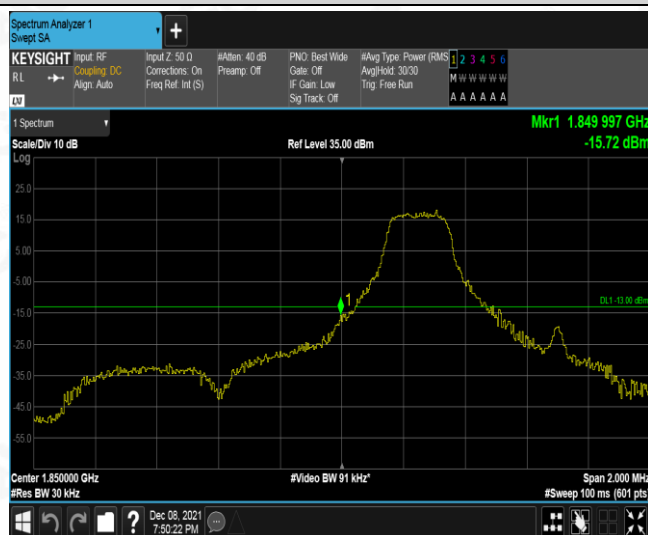 Spectrum Analyzer 1
Swept SA
+
KEYSIGHT
RL
LXI
Input: RF
Coupling: DC
Align: Auto
Input Z: 50 Ω
Corrections: On
Freq Ref: Int (S)
#Atten: 40 dB
Preamp: Off
PNO: Best Wide
Gate: Off
IF Gain: Low
Sig Track: Off
#Avg Type: Power (RMS
Avg|Hold: 30/30
Trig: Free Run
1 2 3 4 5 6
M W W W W W
A A A A A A
1 Spectrum
Mkr1 1.849 997 GHz
-15.72 dBm
Scale/Div 10 dB
Ref Level 35.00 dBm
Log
25.0
15.0
5.00
-5.00
-15.0
-25.0
-35.0
-45.0
-55.0
1
DL1 -13.00 dBm
Center 1.850000 GHz
#Video BW 91 kHz*
Span 2.000 MHz
#Res BW 30 kHz
#Sweep 100 ms (601 pts)
?
Dec 08, 2021
7:50:22 PM